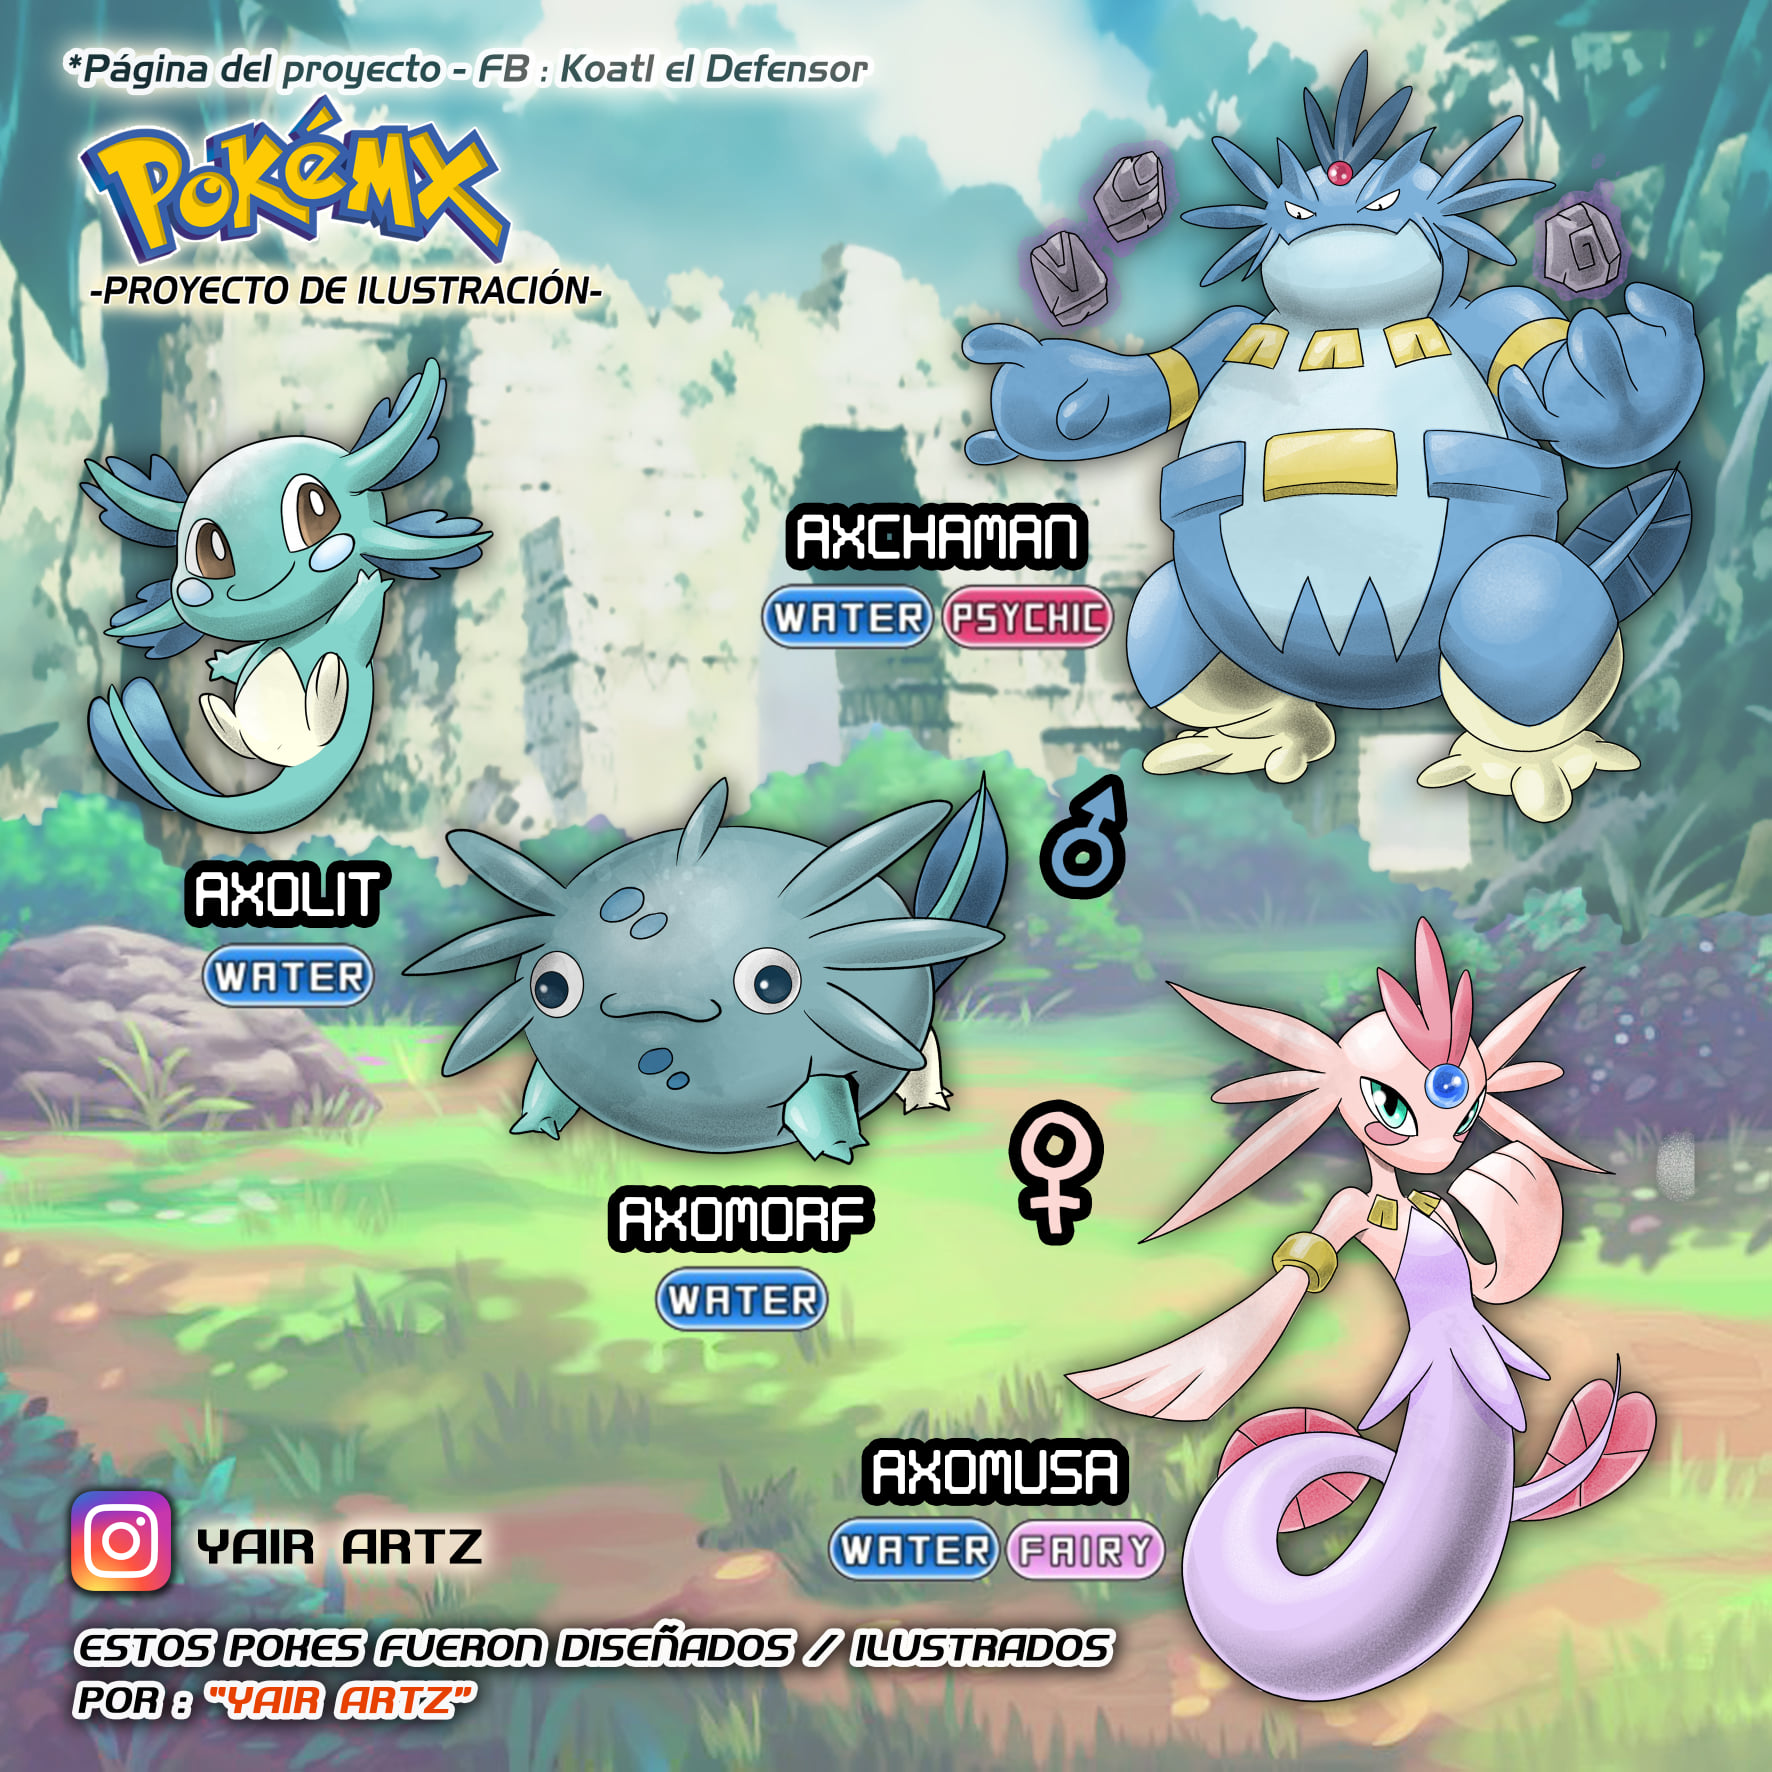 *Página del proyecto - FB : Koatl el Defensor
POKéMX
-PROYECTO DE ILUSTRACIÓN-
AXCHAMAN
WATER PSYCHIC
AXOLIT
WATER
AXOMORF
WATER
AXOMUSA
WATER FAIRY
YAIR ARTZ
ESTOS POKES FUERON DISEÑADOS / ILUSTRADOS
POR : "YAIR ARTZ"